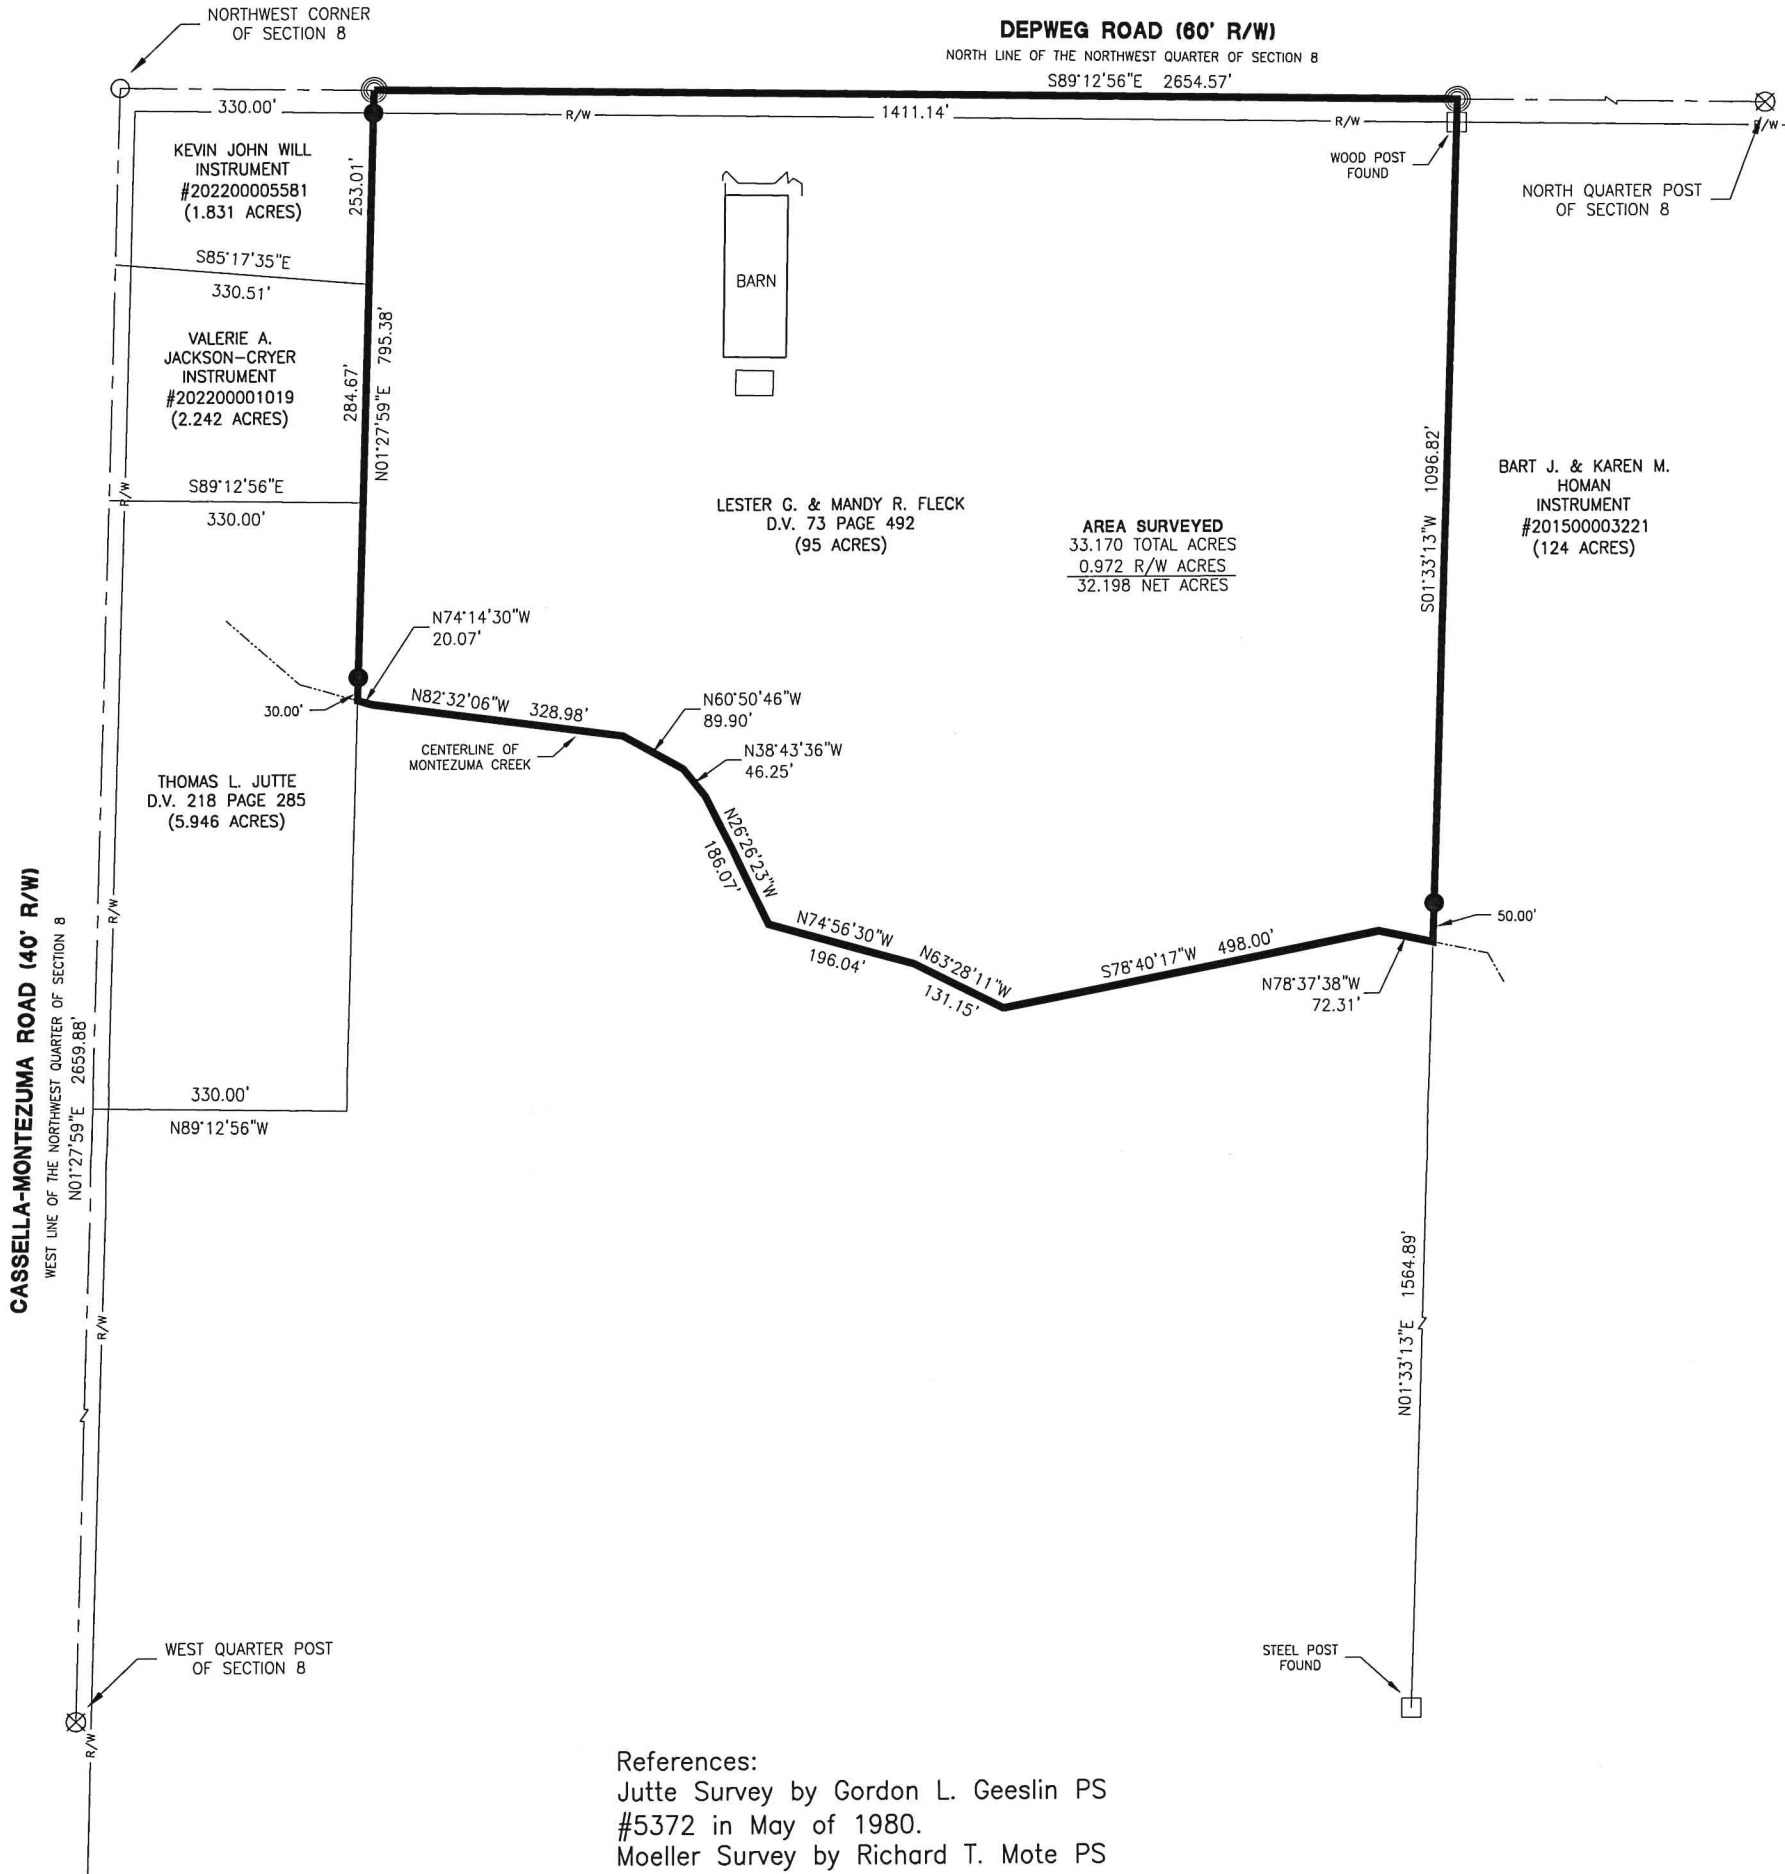 NORTHWEST CORNER
OF SECTION 8
DEPWEG ROAD (60' R/W)
NORTH LINE OF THE NORTHWEST QUARTER OF SECTION 8
S89°12'56"E 2654.57'
330.00'
R/W
1411.14'
R/W
R/W
WOOD POST
FOUND
NORTH QUARTER POST
OF SECTION 8
KEVIN JOHN WILL
INSTRUMENT
#202200005581
(1.831 ACRES)
253.01'
S85°17'35"E
330.51'
BARN
VALERIE A.
JACKSON-CRYER
INSTRUMENT
#202200001019
(2.242 ACRES)
284.67'
N01°27'59"E 795.38'
S89°12'56"E
330.00'
R/W
LESTER G. & MANDY R. FLECK
D.V. 73 PAGE 492
(95 ACRES)
AREA SURVEYED
33.170 TOTAL ACRES
0.972 R/W ACRES
32.198 NET ACRES
S01°33'13"W 1096.82'
BART J. & KAREN M.
HOMAN
INSTRUMENT
#201500003221
(124 ACRES)
N74°14'30"W
20.07'
30.00'
N82°32'06"W 328.98'
CENTERLINE OF
MONTEZUMA CREEK
N60°50'46"W
89.90'
N38°43'36"W
46.25'
N26°26'23"W
186.07'
N74°56'30"W
196.04'
N63°28'11"W
131.15'
S78°40'17"W 498.00'
N78°37'38"W
72.31'
50.00'
THOMAS L. JUTTE
D.V. 218 PAGE 285
(5.946 ACRES)
R/W
CASSELLA-MONTEZUMA ROAD (40' R/W)
WEST LINE OF THE NORTHWEST QUARTER OF SECTION 8
N01°27'59"E 2659.88'
330.00'
N89°12'56"W
R/W
N01°33'13"E 1564.89'
WEST QUARTER POST
OF SECTION 8
R/W
STEEL POST
FOUND
References:
Jutte Survey by Gordon L. Geeslin PS
#5372 in May of 1980.
Moeller Survey by Richard T. Mote PS